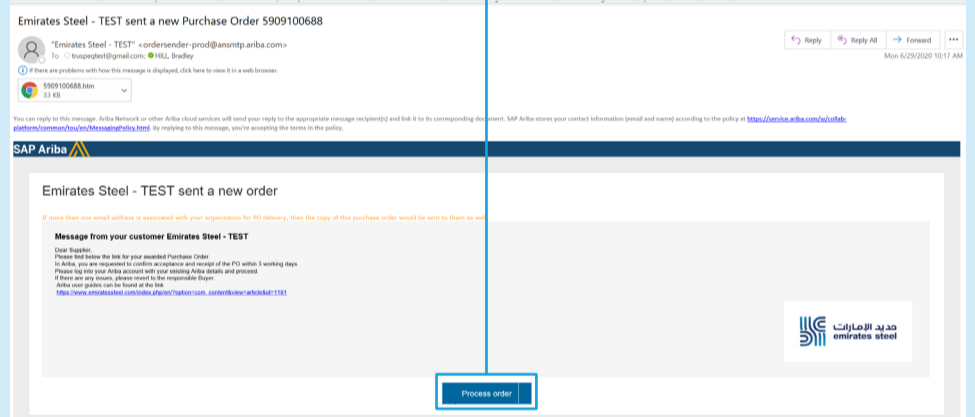 Emirates Steel - TEST sent a new Purchase Order 5909100688
"Emirates Steel - TEST" <ordersender-prod@ansmtp.ariba.com>
To truspeqtest@gmail.com; HILL, Bradley
Reply
Reply All
Forward
Mon 6/29/2020 10:17 AM
If there are problems with how this message is displayed, click here to view it in a web browser.
5909100688.htm
33 KB
You can reply to this message. Ariba Network or other Ariba cloud services will send your reply to the appropriate message recipient(s) and link it to its corresponding document. SAP Ariba stores your contact information (email and name) according to the policy at https://service.ariba.com/w/collab-
platform/common/tou/en/MessagingPolicy.html. By replying to this message, you're accepting the terms in the policy.
SAP Ariba
Emirates Steel - TEST sent a new order
If more than one email address is associated with your organization for PO delivery, then the copy of this purchase order would be sent to them as well
Message from your customer Emirates Steel - TEST
Dear Supplier,
Please find below the link for your awarded Purchase Order
In Ariba, you are requested to confirm acceptance and receipt of the PO within 3 working days
Please log into your Ariba account with your existing Ariba details and proceed.
If there are any issues, please revert to the responsible Buyer.
Ariba user guides can be found at the link
https://www.emiratessteel.com/index.php/en/?option=com_content&view=article&id=1181
حديد الإمارات
emirates steel
Process order